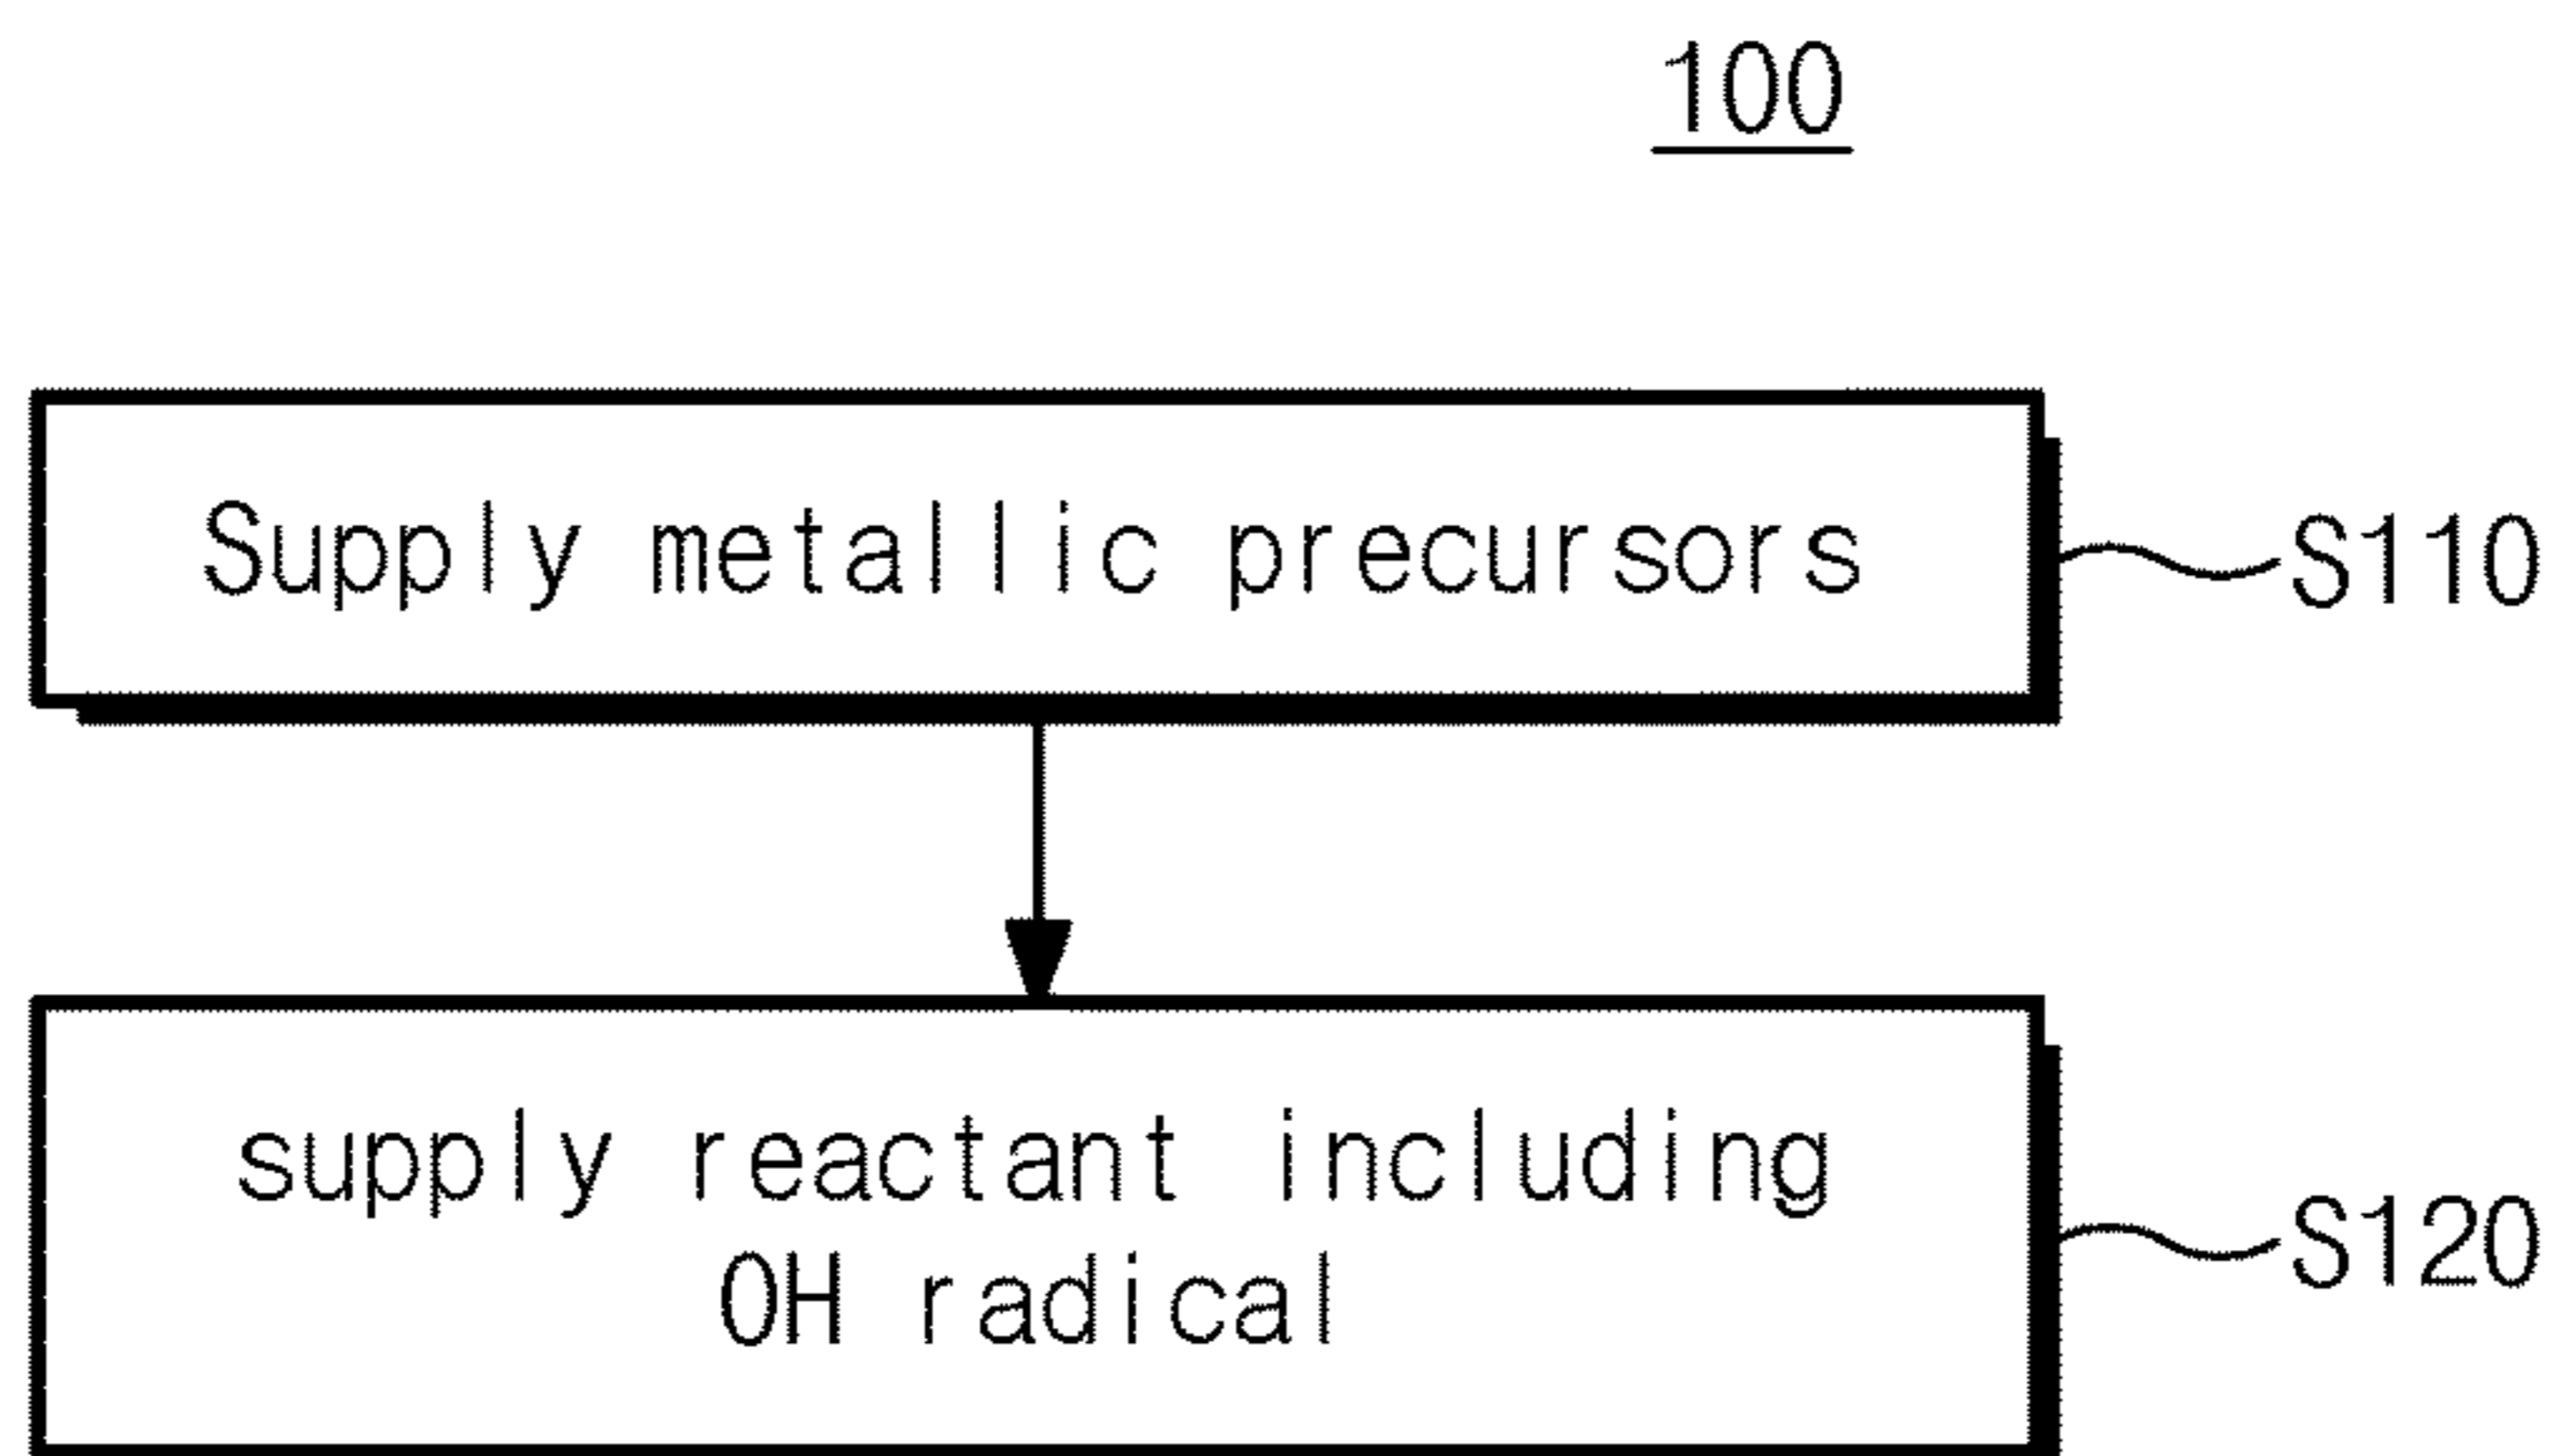 100
Supply metallic precursors
S110
supply reactant including
OH radical
S120